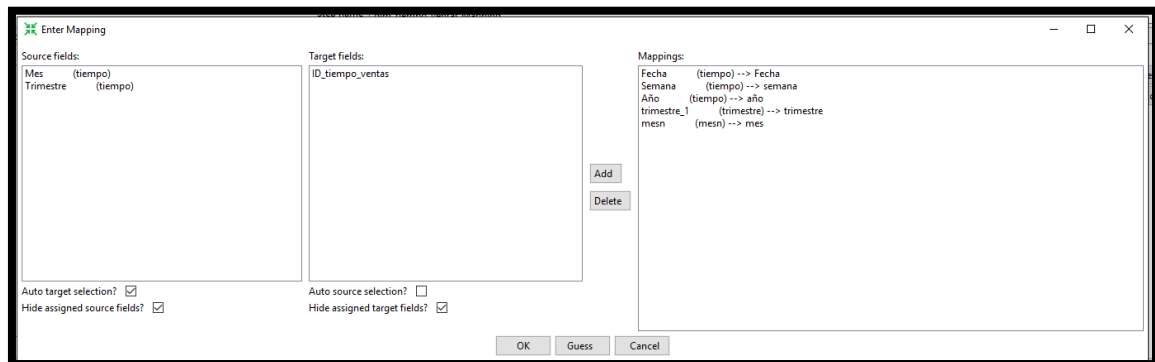 Enter Mapping
Source fields:
Target fields:
Mappings:
Mes (tiempo)
Trimestre (tiempo)
ID_tiempo_ventas
Fecha (tiempo) --> Fecha
Semana (tiempo) --> semana
Año (tiempo) --> año
trimestre_1 (trimestre) --> trimestre
mesn (mesn) --> mes
Add
Delete
Auto target selection?
Auto source selection?
Hide assigned source fields?
Hide assigned target fields?
OK
Guess
Cancel